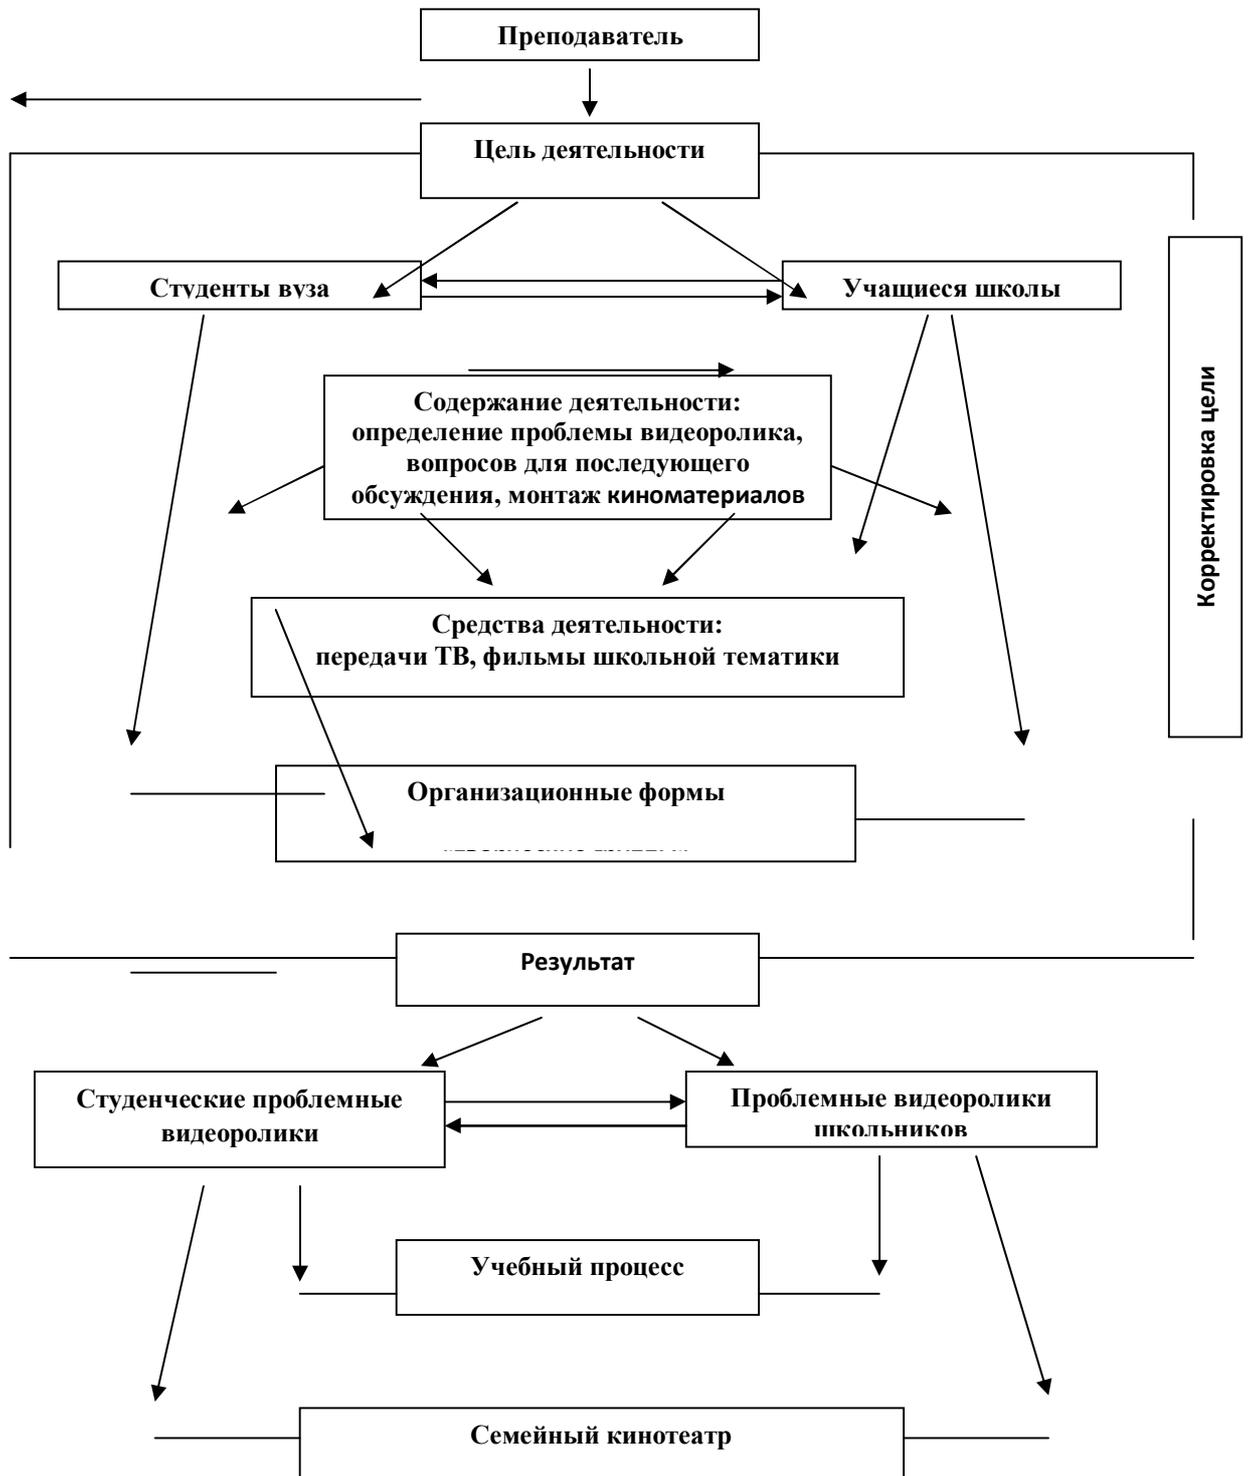 Преподаватель
Цель деятельности
Студенты вуза
Учащиеся школы
Содержание деятельности:
определение проблемы видеоролика,
вопросов для последующего
обсуждения, монтаж киноматериалов
Корректировка цели
Средства деятельности:
передачи ТВ, фильмы школьной тематики
Организационные формы
Результат
Студенческие проблемные
видеоролики
Проблемные видеоролики
школьников
Учебный процесс
Семейный кинотеатр